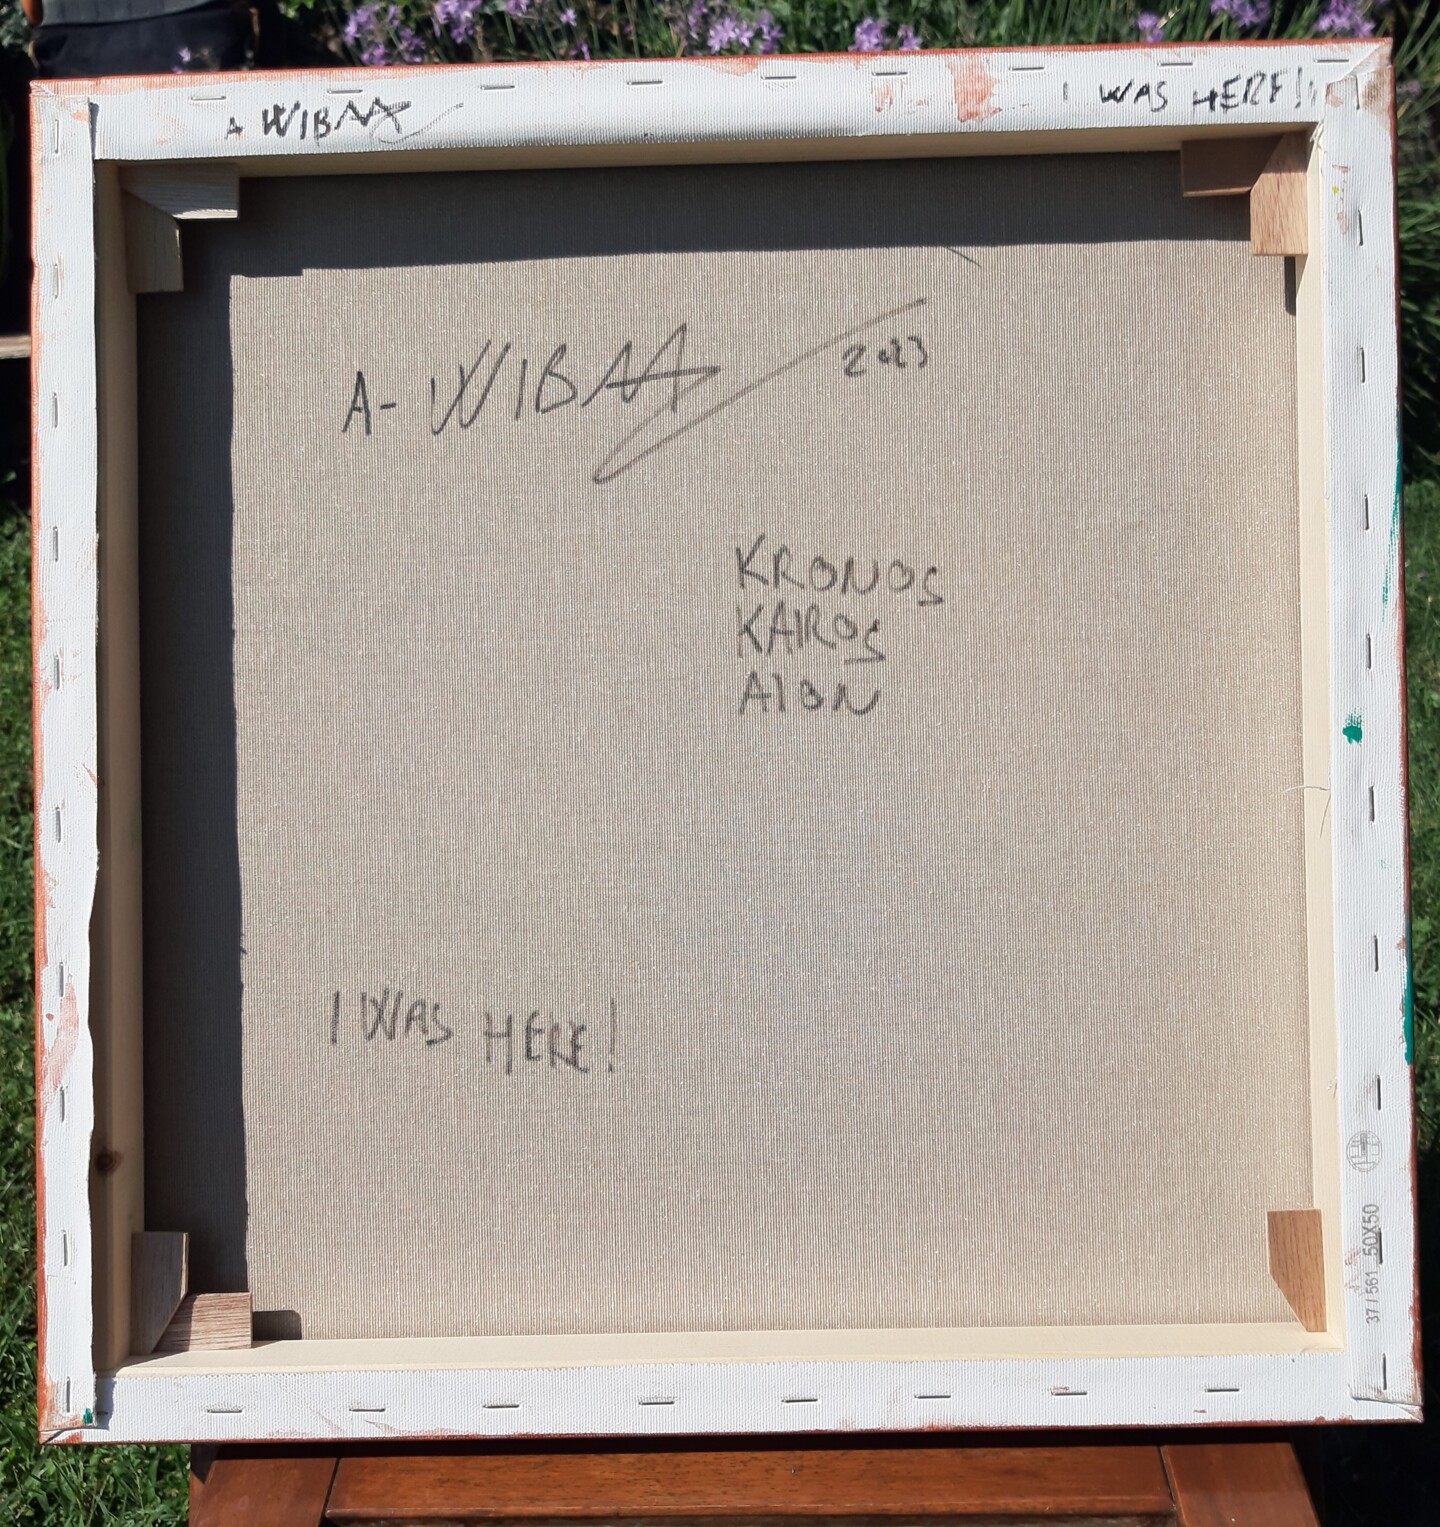 A WIBAA
I WAS HERE!
A- WIBAA 2023
KRONOS
KAIROS
AION
I WAS HERE!
37 / 561 50X50